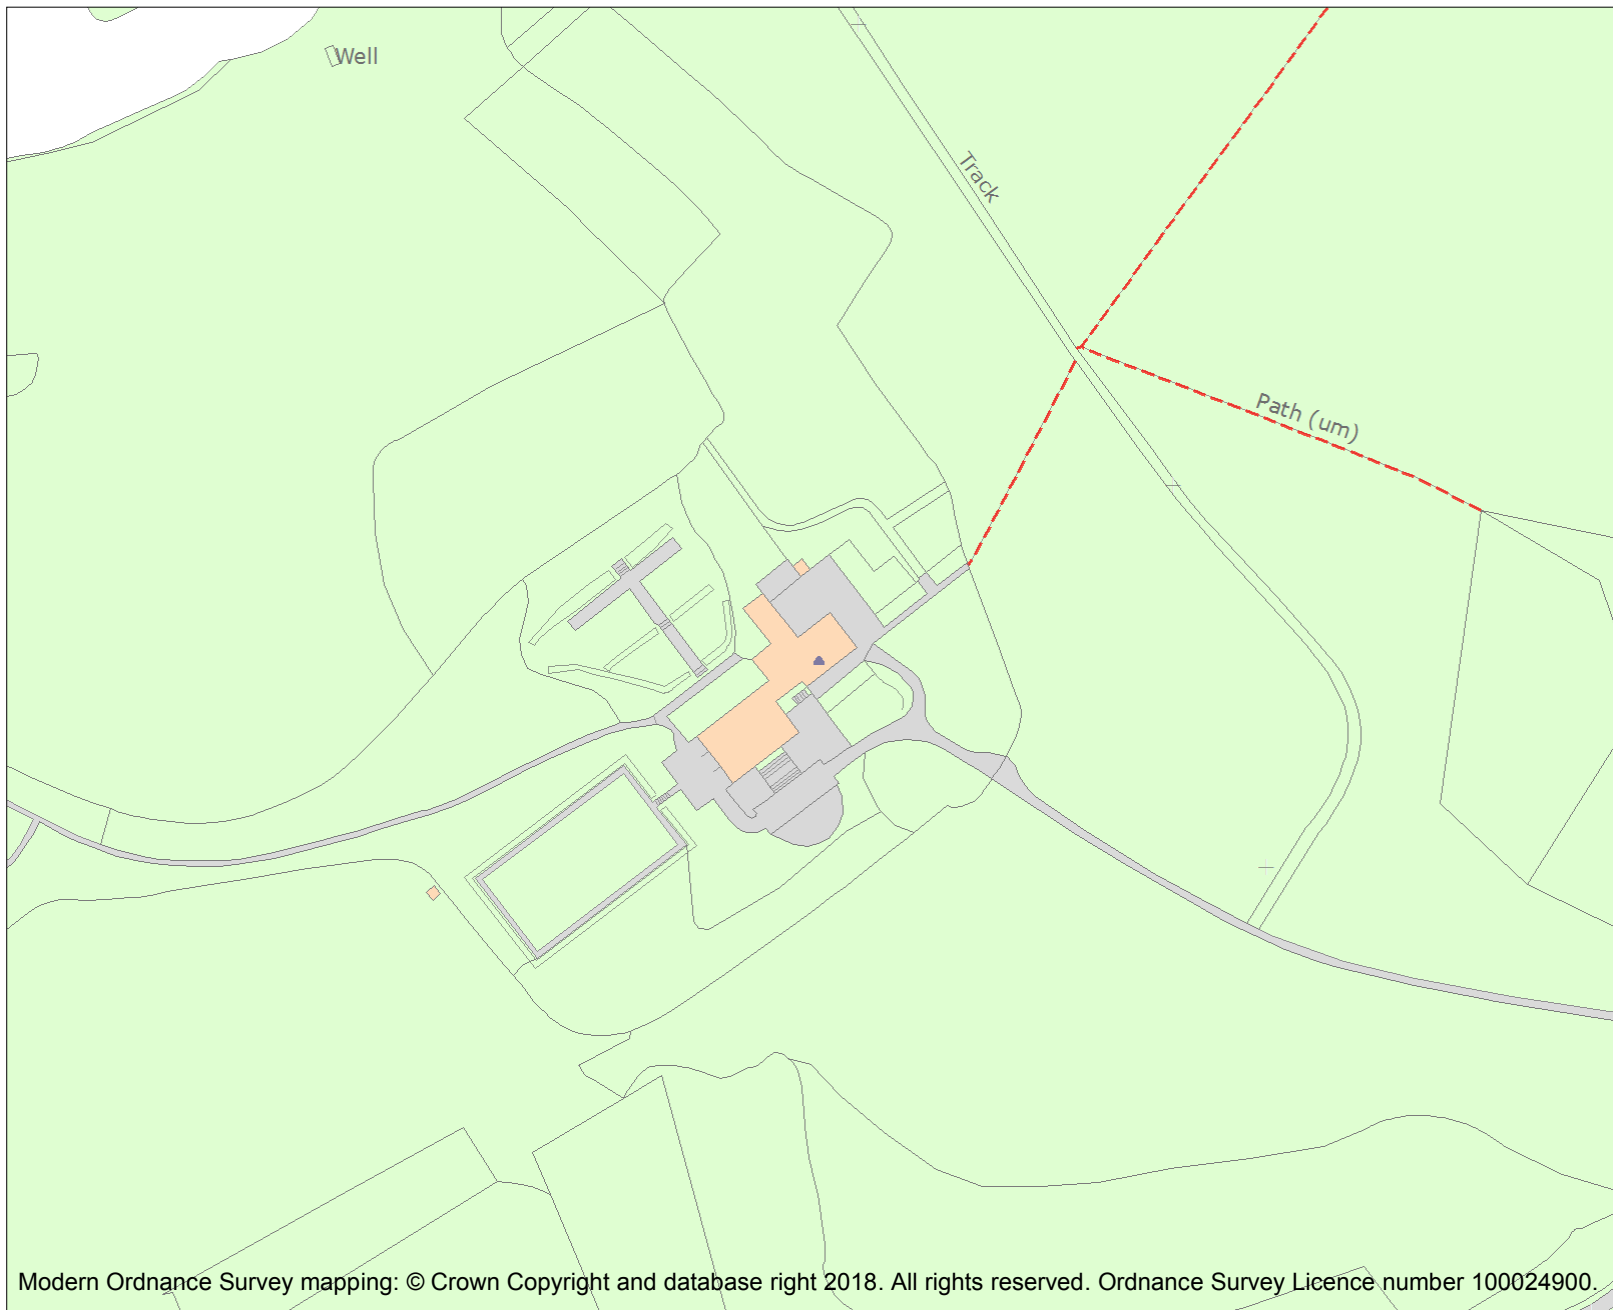 Well
Track
Path (um)
Modern Ordnance Survey mapping: © Crown Copyright and database right 2018. All rights reserved. Ordnance Survey Licence number 100024900.